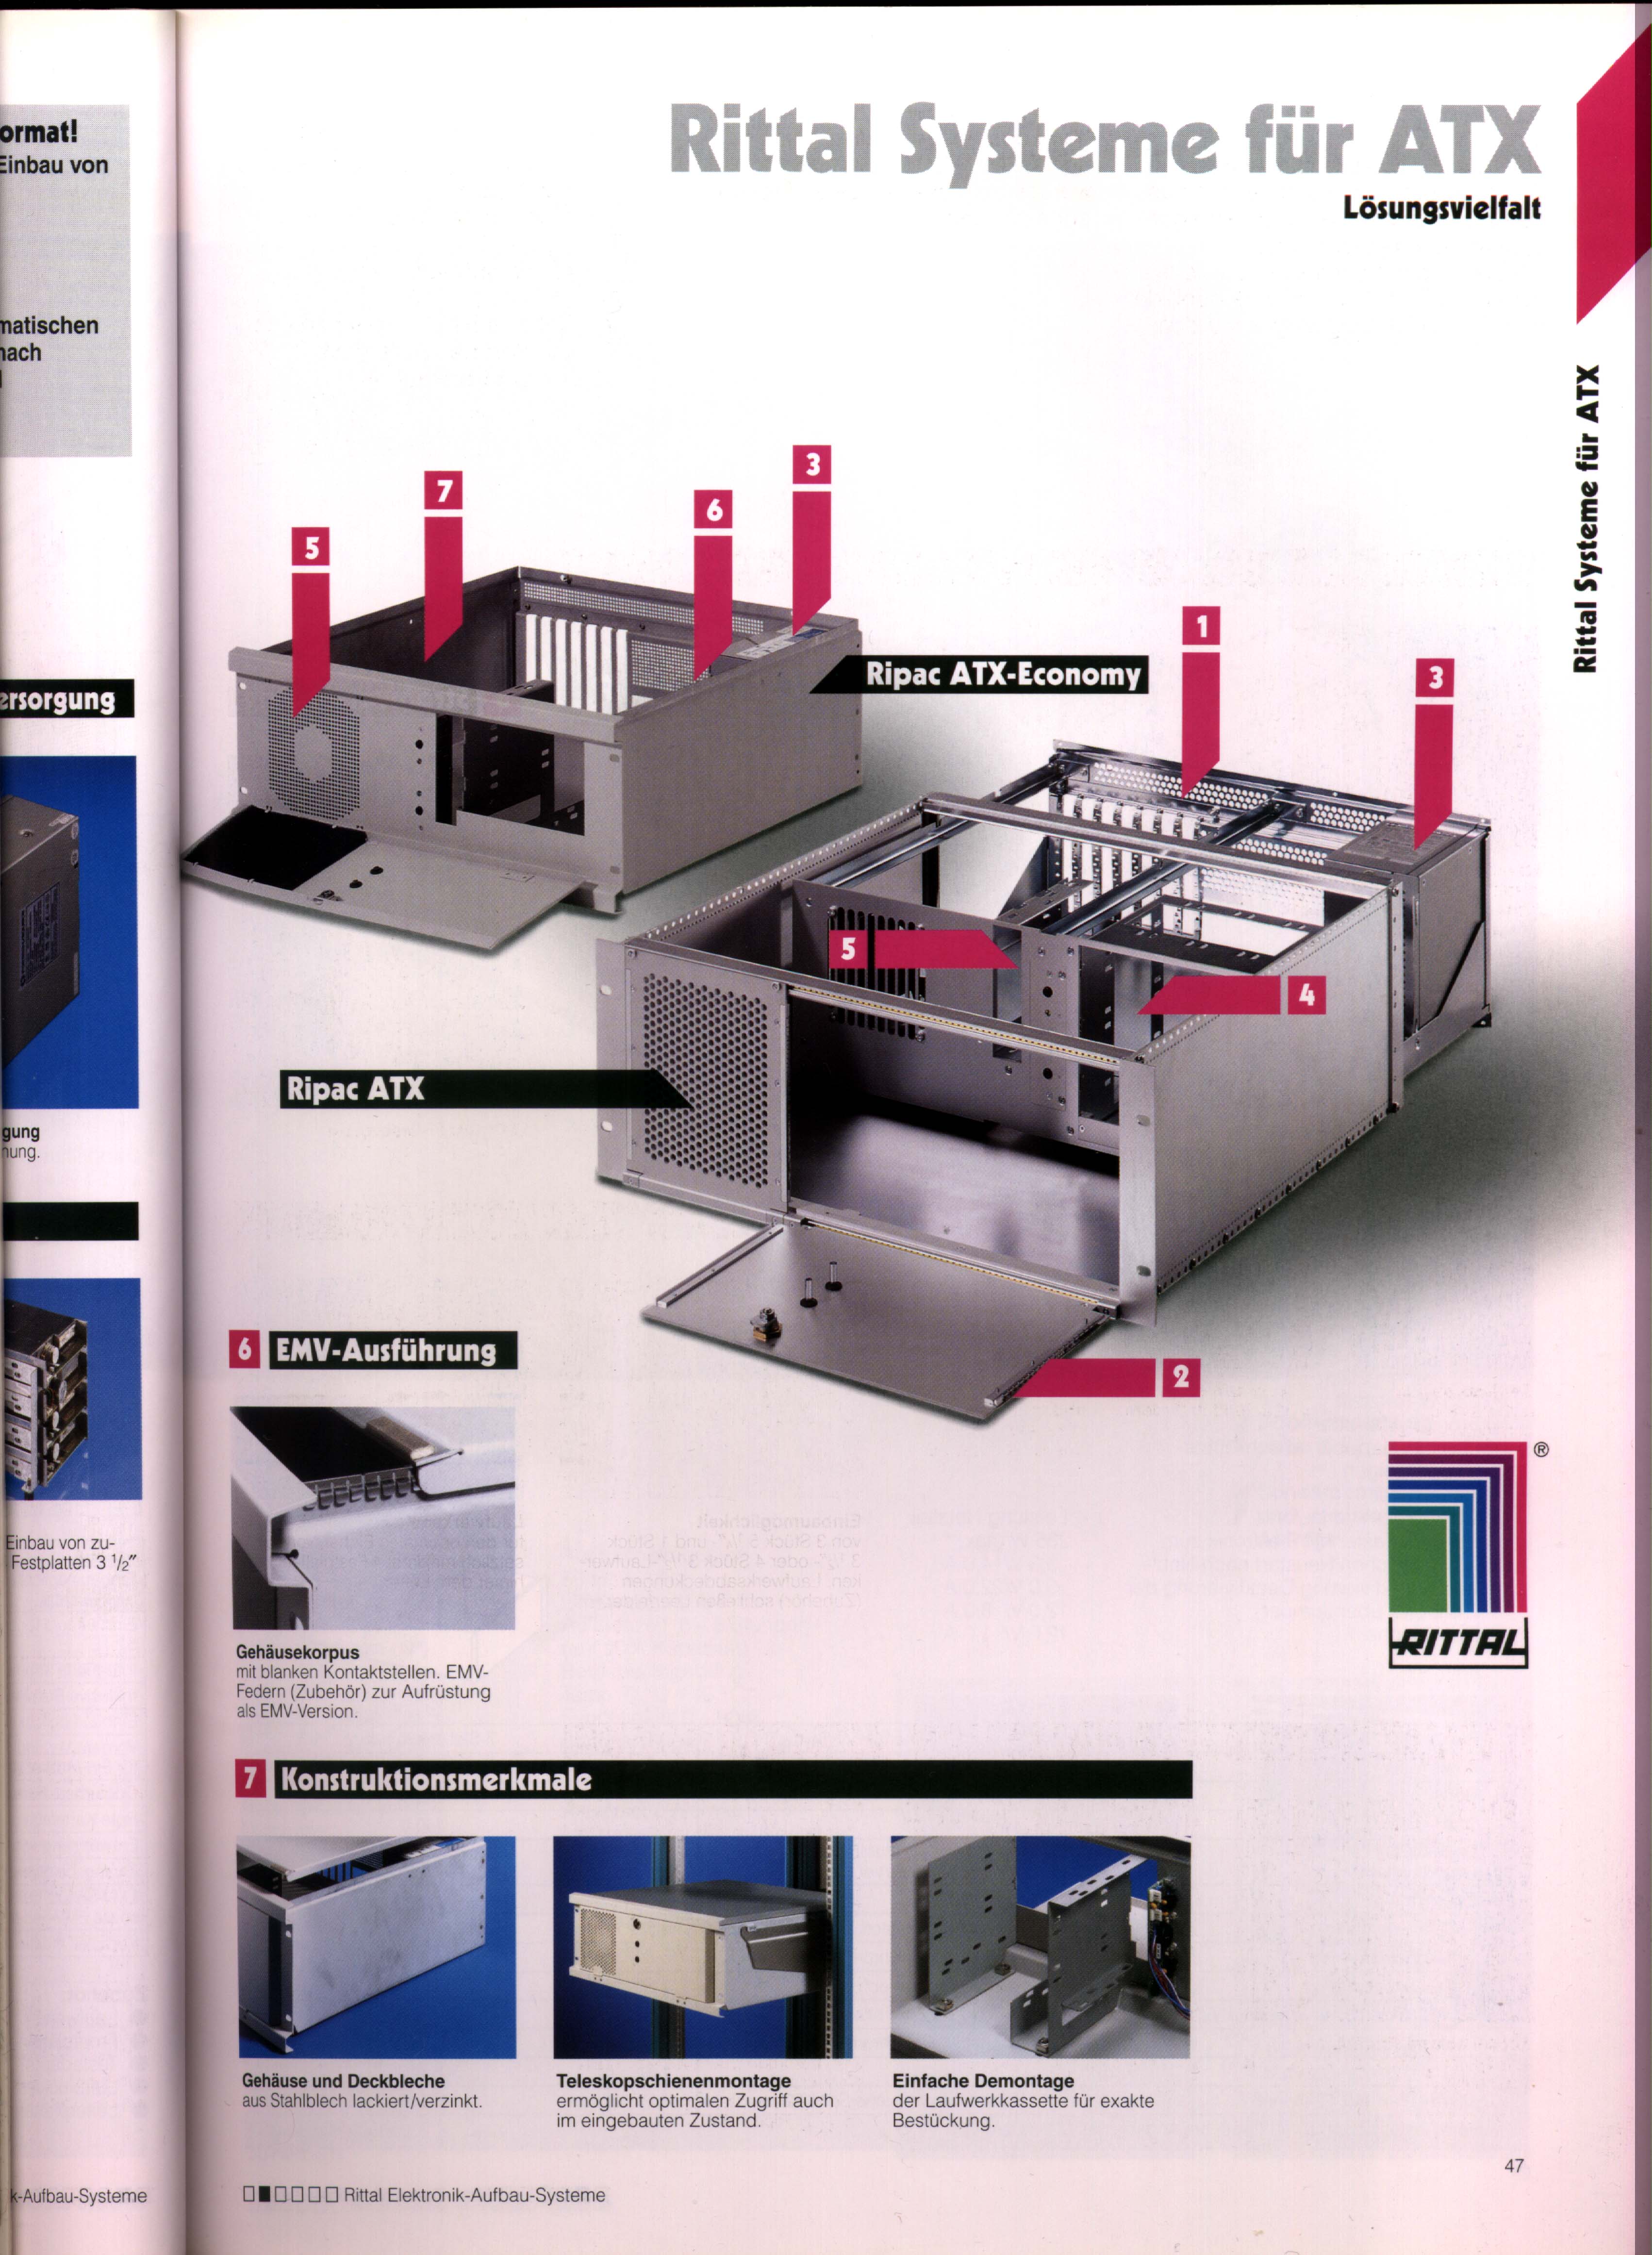 ormat!
Einbau von
matischen
nach
ersorgung
gung
nung.
Einbau von zu-
Festplatten 3 1/2"
k-Aufbau-Systeme
Rittal Systeme für ATX
Lösungsvielfalt
Rittal Systeme für ATX
3
7
6
5
1
Ripac ATX-Economy
3
5
4
Ripac ATX
2
6 EMV-Ausführung
®
RITTAL
Gehäusekorpus
mit blanken Kontaktstellen. EMV-
Federn (Zubehör) zur Aufrüstung
als EMV-Version.
7 Konstruktionsmerkmale
Gehäuse und Deckbleche
aus Stahlblech lackiert/verzinkt.
Teleskopschienenmontage
ermöglicht optimalen Zugriff auch
im eingebauten Zustand.
Einfache Demontage
der Laufwerkkassette für exakte
Bestückung.
47
Rittal Elektronik-Aufbau-Systeme